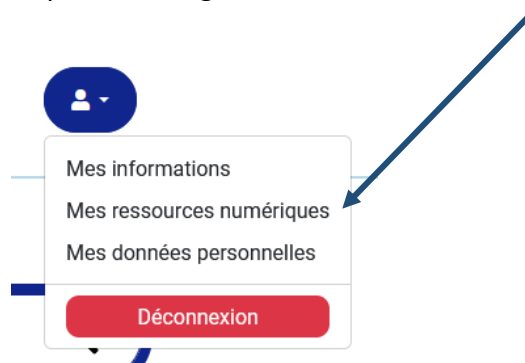 Mes informations
Mes ressources numériques
Mes données personnelles
Déconnexion